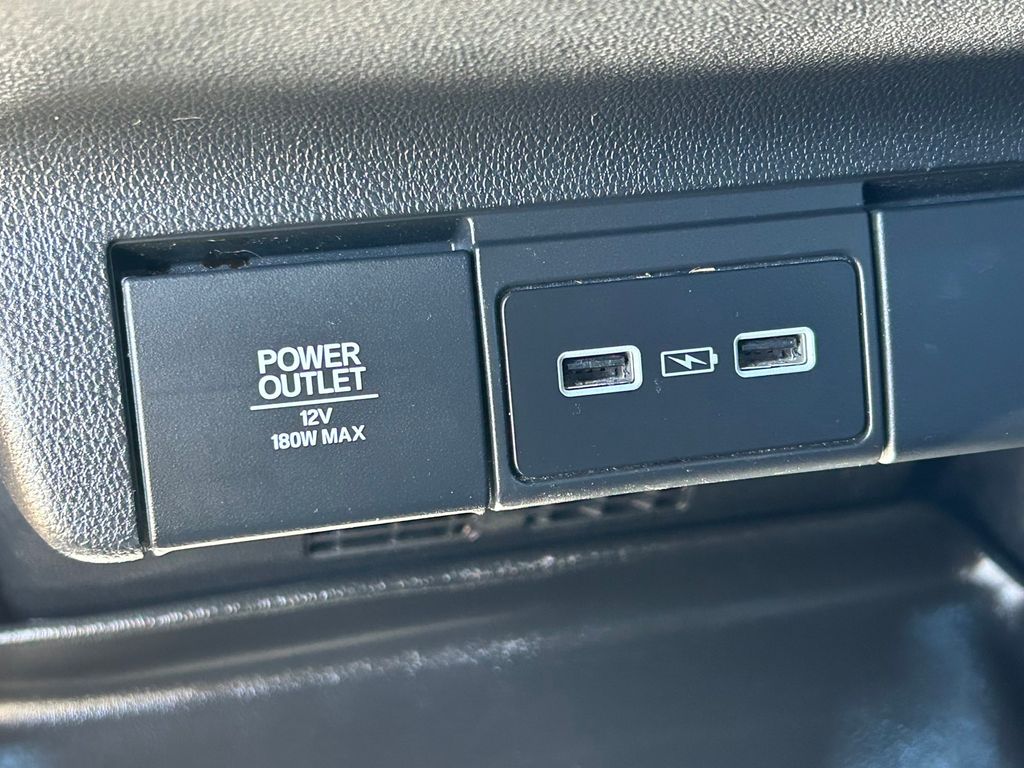 POWER
OUTLET
12V
180W MAX